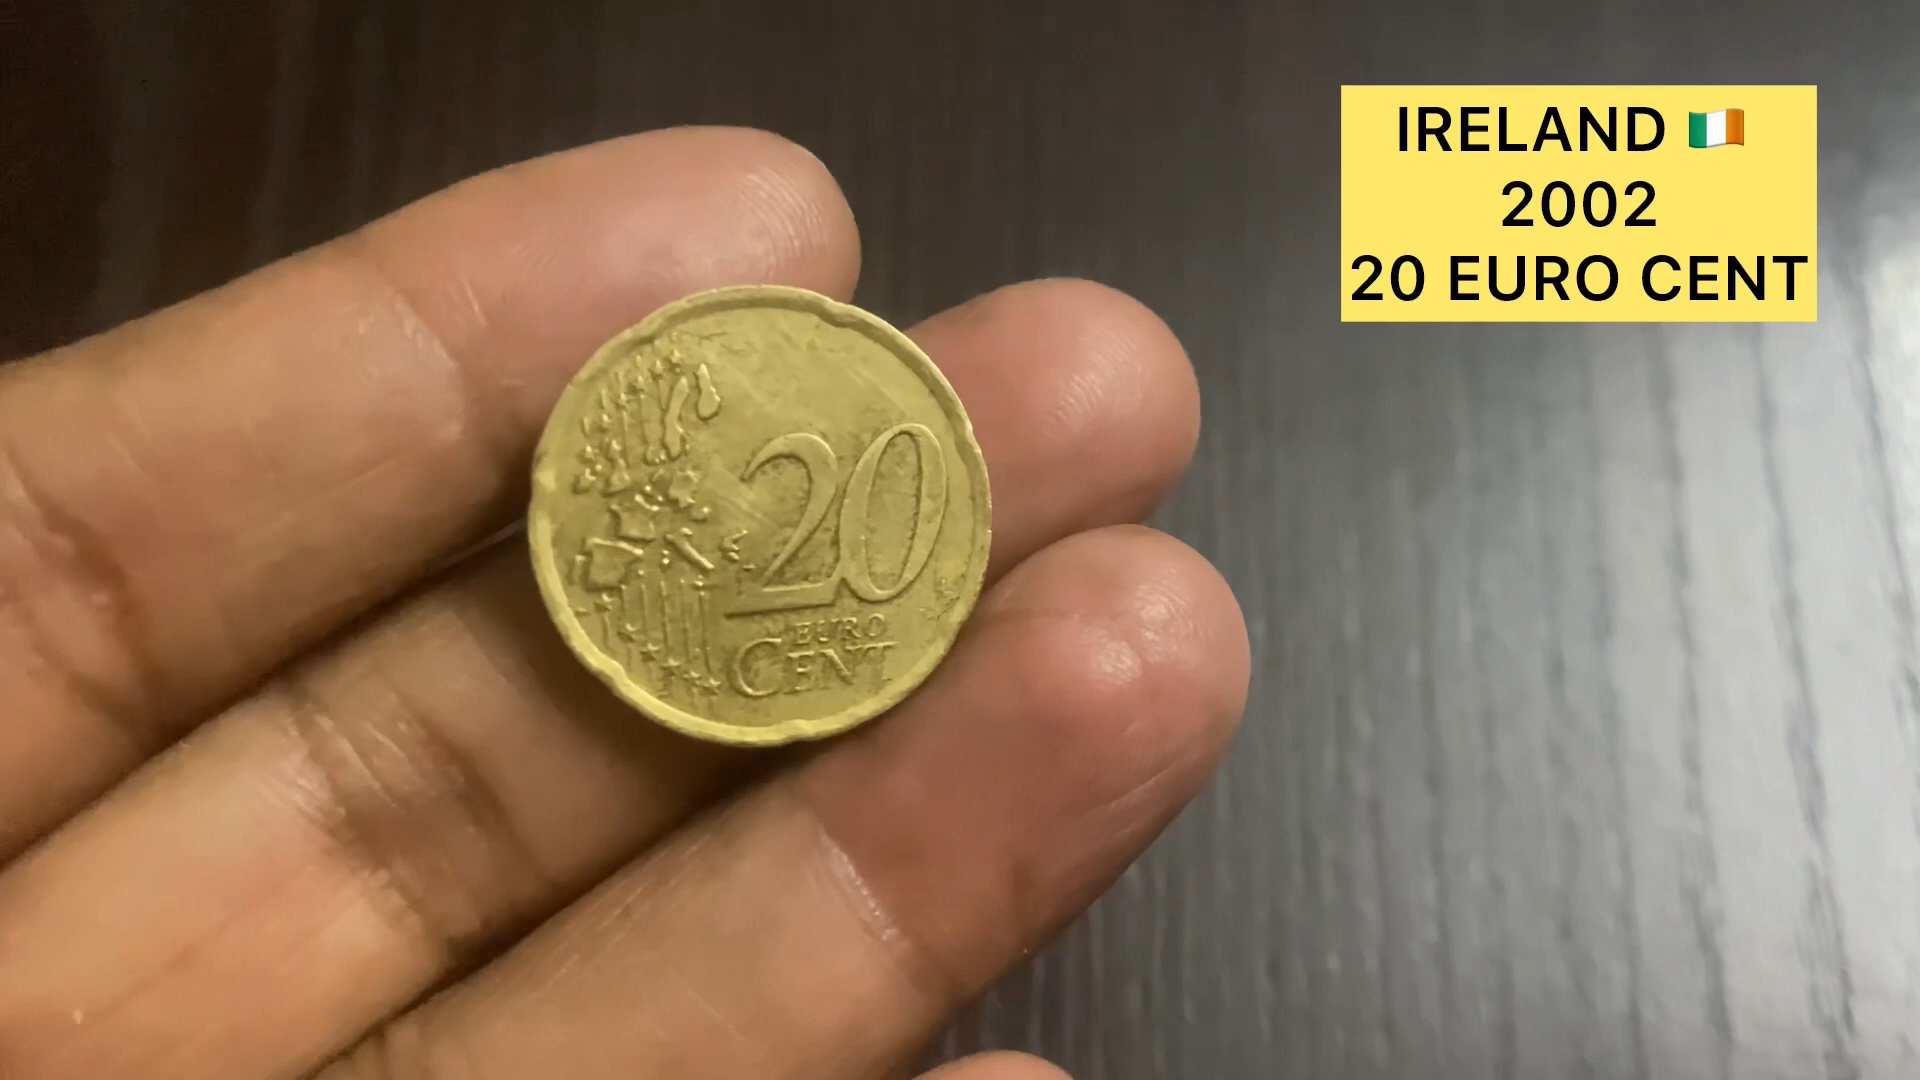 IRELAND 🇮🇪
2002
20 EURO CENT
20
EURO
CENT